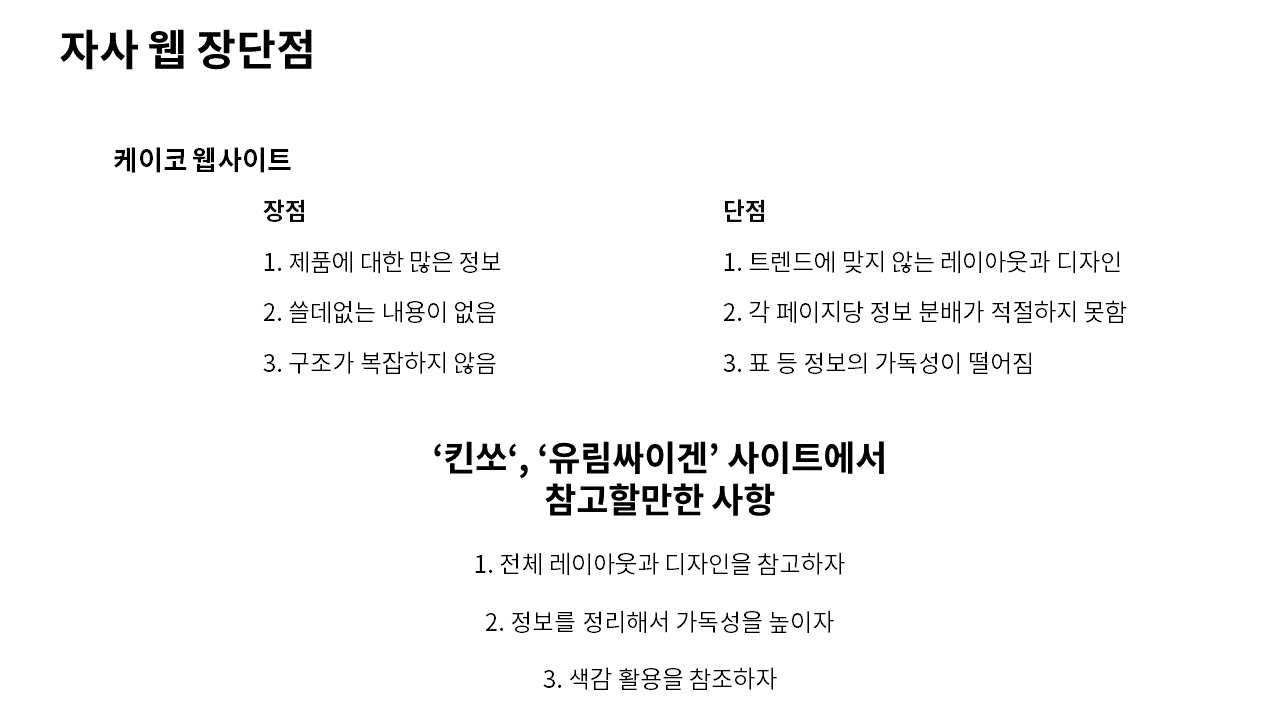 자사 웹 장단점
케이코 웹사이트
장점
1. 제품에 대한 많은 정보
2. 쓸데없는 내용이 없음
3. 구조가 복잡하지 않음
단점
1. 트렌드에 맞지 않는 레이아웃과 디자인
2. 각 페이지당 정보 분배가 적절하지 못함
3. 표 등 정보의 가독성이 떨어짐
‘킨쏘‘, ‘유림싸이겐’ 사이트에서
참고할만한 사항
1. 전체 레이아웃과 디자인을 참고하자
2. 정보를 정리해서 가독성을 높이자
3. 색감 활용을 참조하자